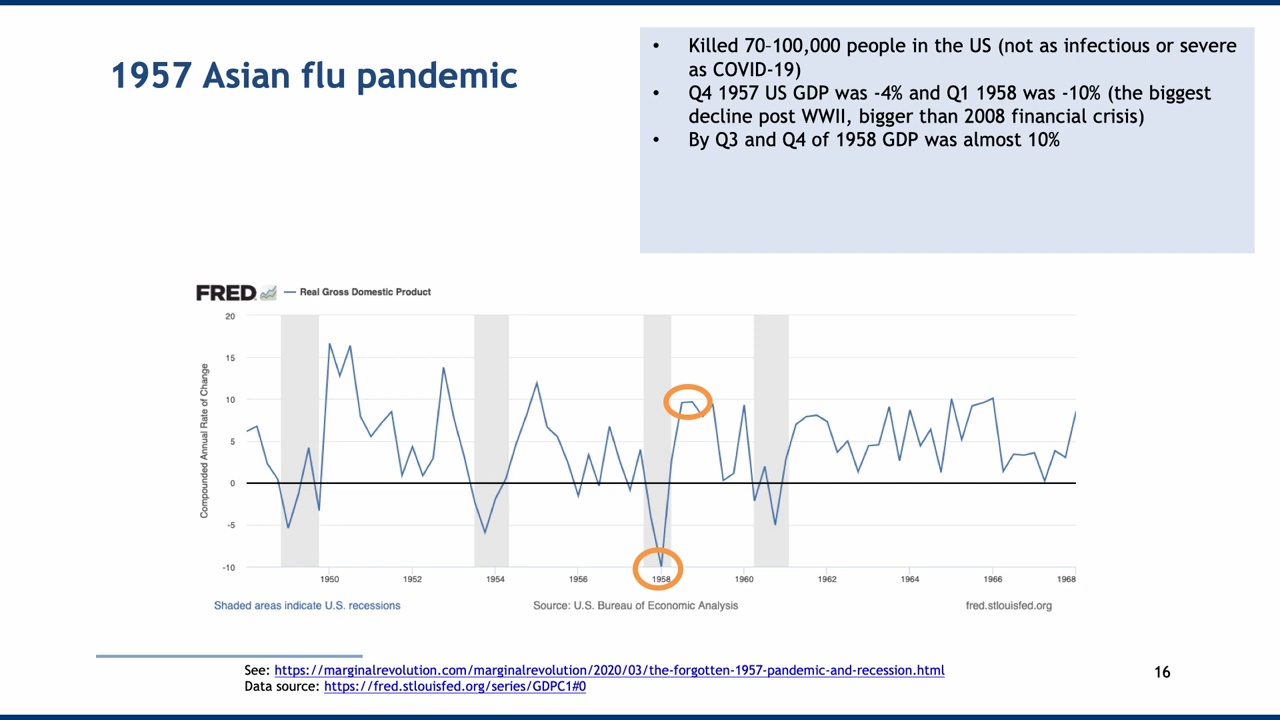 1957 Asian flu pandemic
• Killed 70–100,000 people in the US (not as infectious or severe
as COVID-19)
• Q4 1957 US GDP was -4% and Q1 1958 was -10% (the biggest
decline post WWII, bigger than 2008 financial crisis)
• By Q3 and Q4 of 1958 GDP was almost 10%
FRED — Real Gross Domestic Product
Compounded Annual Rate of Change
20
15
10
5
0
-5
-10
1950 1952 1954 1956 1958 1960 1962 1964 1966 1968
Shaded areas indicate U.S. recessions Source: U.S. Bureau of Economic Analysis fred.stlouisfed.org
See: https://marginalrevolution.com/marginalrevolution/2020/03/the-forgotten-1957-pandemic-and-recession.html
Data source: https://fred.stlouisfed.org/series/GDPC1#0
16